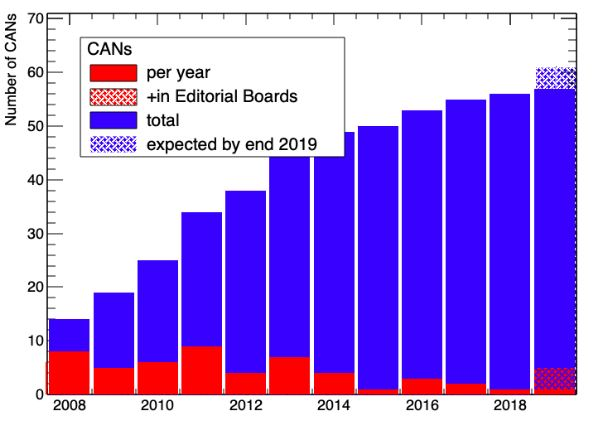 Number of CANs
70
60
50
40
30
20
10
0
CANs
per year
+in Editorial Boards
total
expected by end 2019
2008 2010 2012 2014 2016 2018